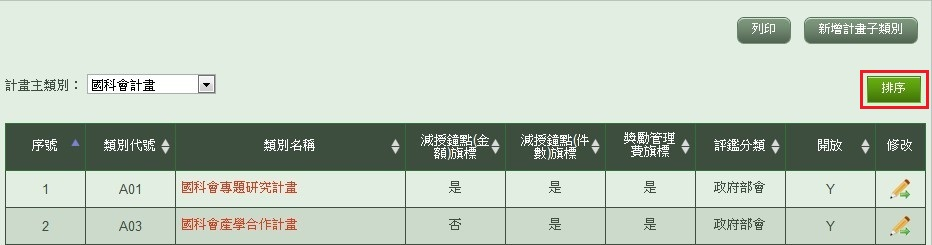 列印
新增計畫子類別
計畫主類別：
國科會計畫
排序
序號
類別代號
類別名稱
減授鐘點(金
額)旗標
減授鐘點(件
數)旗標
獎勵管理
費旗標
評鑑分類
開放
修改
1
A01
國科會專題研究計畫
是
是
是
政府部會
Y
2
A03
國科會產學合作計畫
否
是
是
政府部會
Y